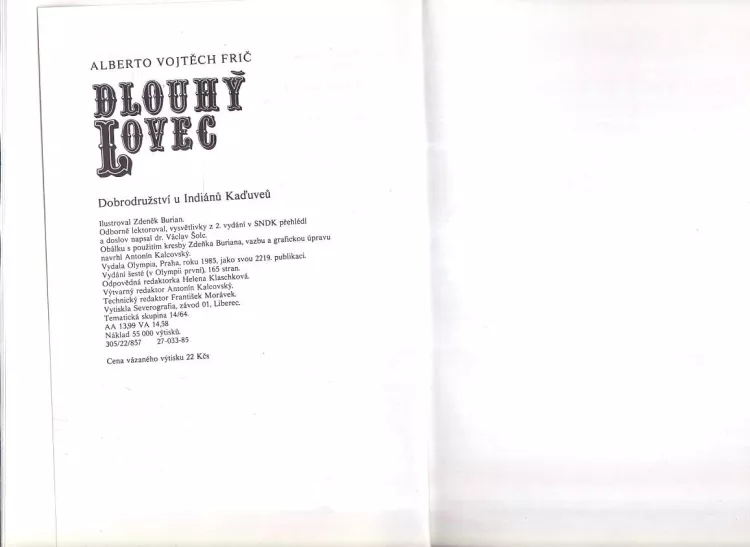 ALBERTO VOJTĚCH FRIČ
DLOUHÝ
LOVEC
Dobrodružství u Indiánů Kaďuveů
Ilustroval Zdeněk Burian.
Odborně lektoroval, vysvětlivky z 2. vydání v SNDK přehlédl
a doslov napsal dr. Václav Šolc.
Obálku s použitím kresby Zdeňka Buriana, vazbu a grafickou úpravu
navrhl Antonín Kalcovský.
Vydala Olympia, Praha, roku 1985, jako svou 2219. publikaci.
Vydání šesté (v Olympii první), 165 stran.
Odpovědná redaktorka Helena Klaschková.
Výtvarný redaktor Antonín Kalcovský.
Technický redaktor František Morávek.
Vytiskla Severografia, závod 01, Liberec.
Tematická skupina 14/64.
AA 13,99 VA 14,58
Náklad 55 000 výtisků.
305/22/857 27-033-85
Cena vázaného výtisku 22 Kčs